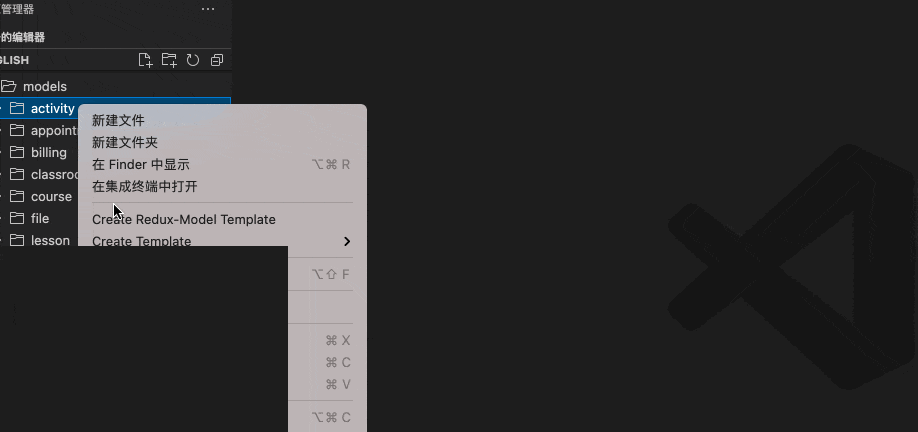 管理器
的编辑器
GLISH
models
activity
appoint
billing
classroo
course
file
lesson
新建文件
新建文件夹
在 Finder 中显示 ⌥⌘ R
在集成终端中打开
Create Redux-Model Template
Create Template
⌥⇧ F
⌘ X
⌘ C
⌘ V
⌥⌘ C